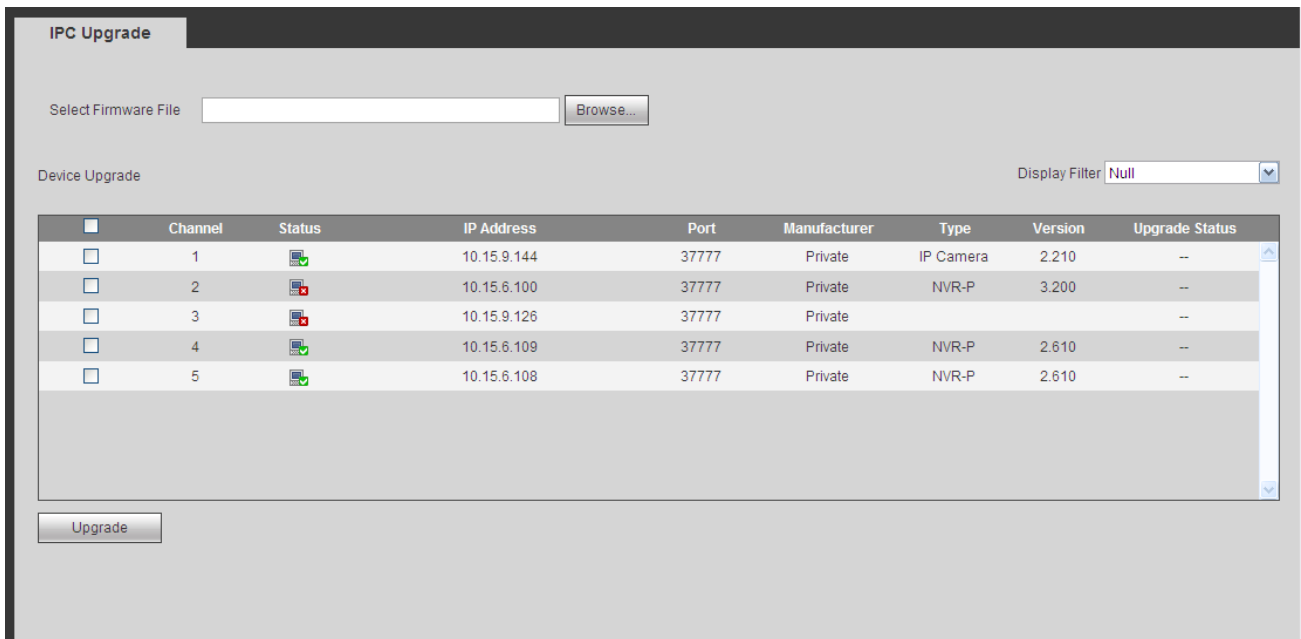 IPC Upgrade
Select Firmware File Browse...
Device Upgrade Display Filter Null
Channel Status IP Address Port Manufacturer Type Version Upgrade Status
1 10.15.9.144 37777 Private IP Camera 2.210 --
2 10.15.6.100 37777 Private NVR-P 3.200 --
3 10.15.9.126 37777 Private --
4 10.15.6.109 37777 Private NVR-P 2.610 --
5 10.15.6.108 37777 Private NVR-P 2.610 --
Upgrade